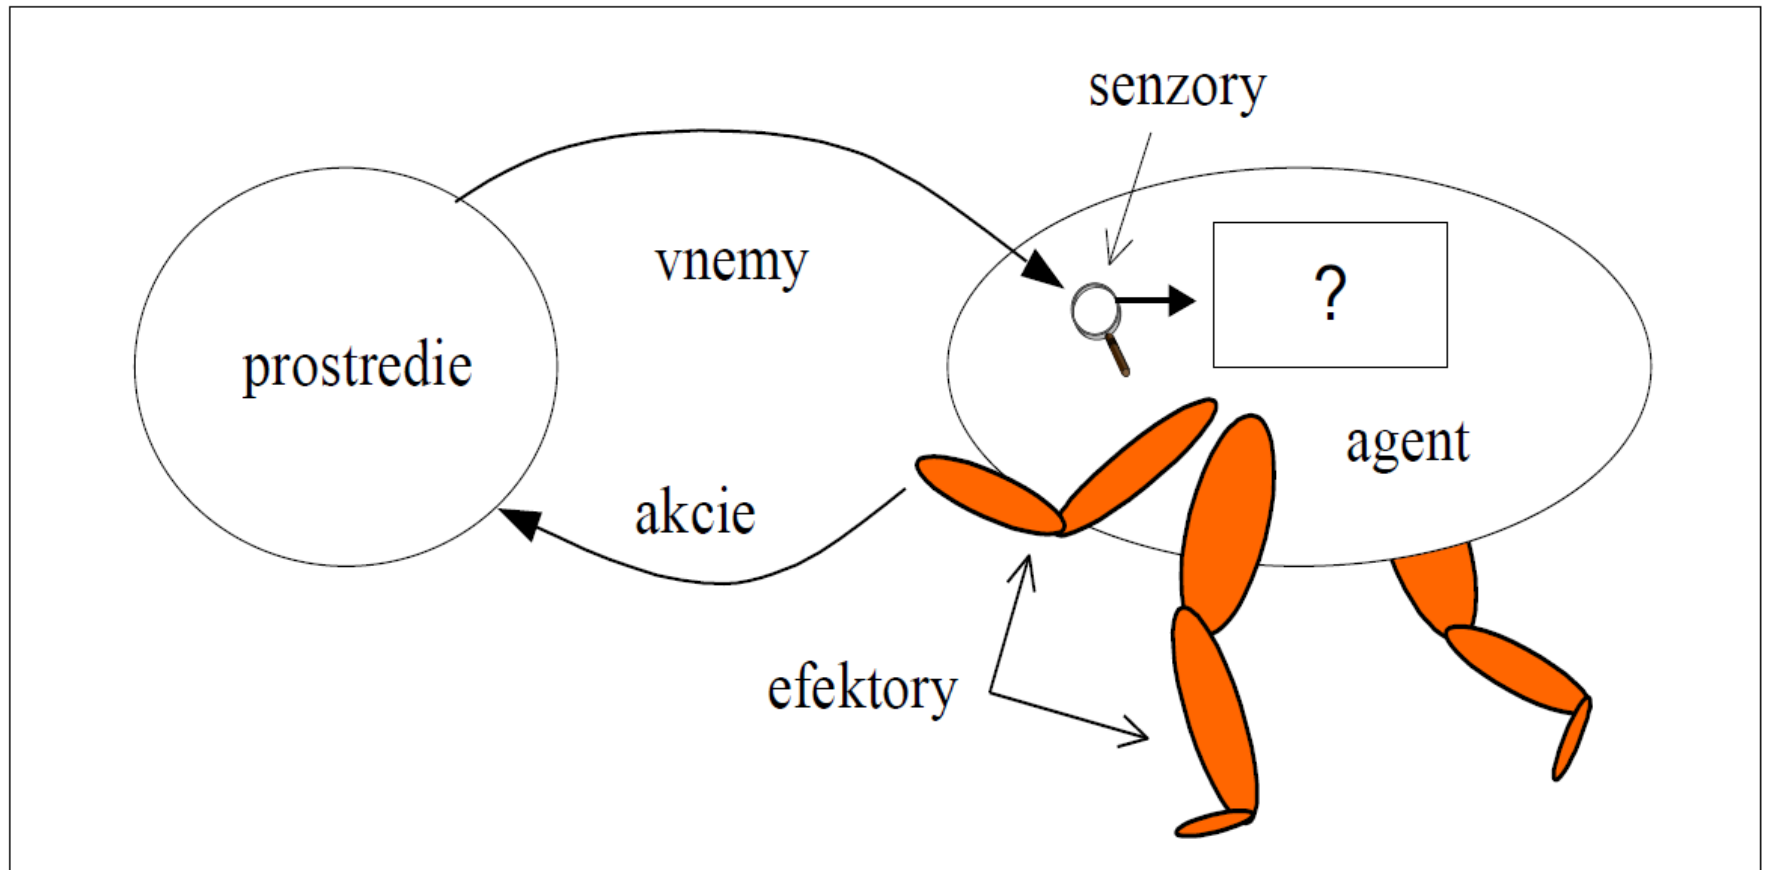 senzory
vnemy
?
prostredie
agent
akcie
efektory